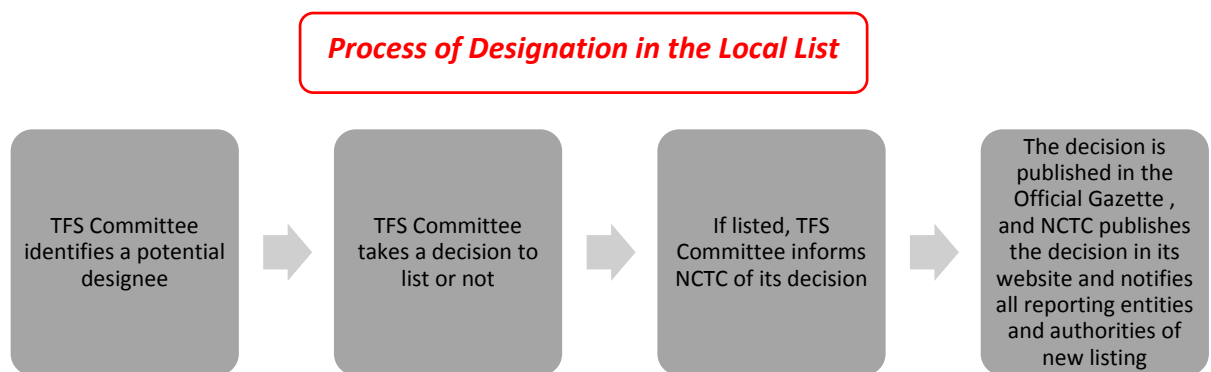 Process of Designation in the Local List
TFS Committee
identifies a potential
designee
TFS Committee
takes a decision to
list or not
If listed, TFS
Committee informs
NCTC of its decision
The decision is
published in the
Official Gazette ,
and NCTC publishes
the decision in its
website and notifies
all reporting entities
and authorities of
new listing